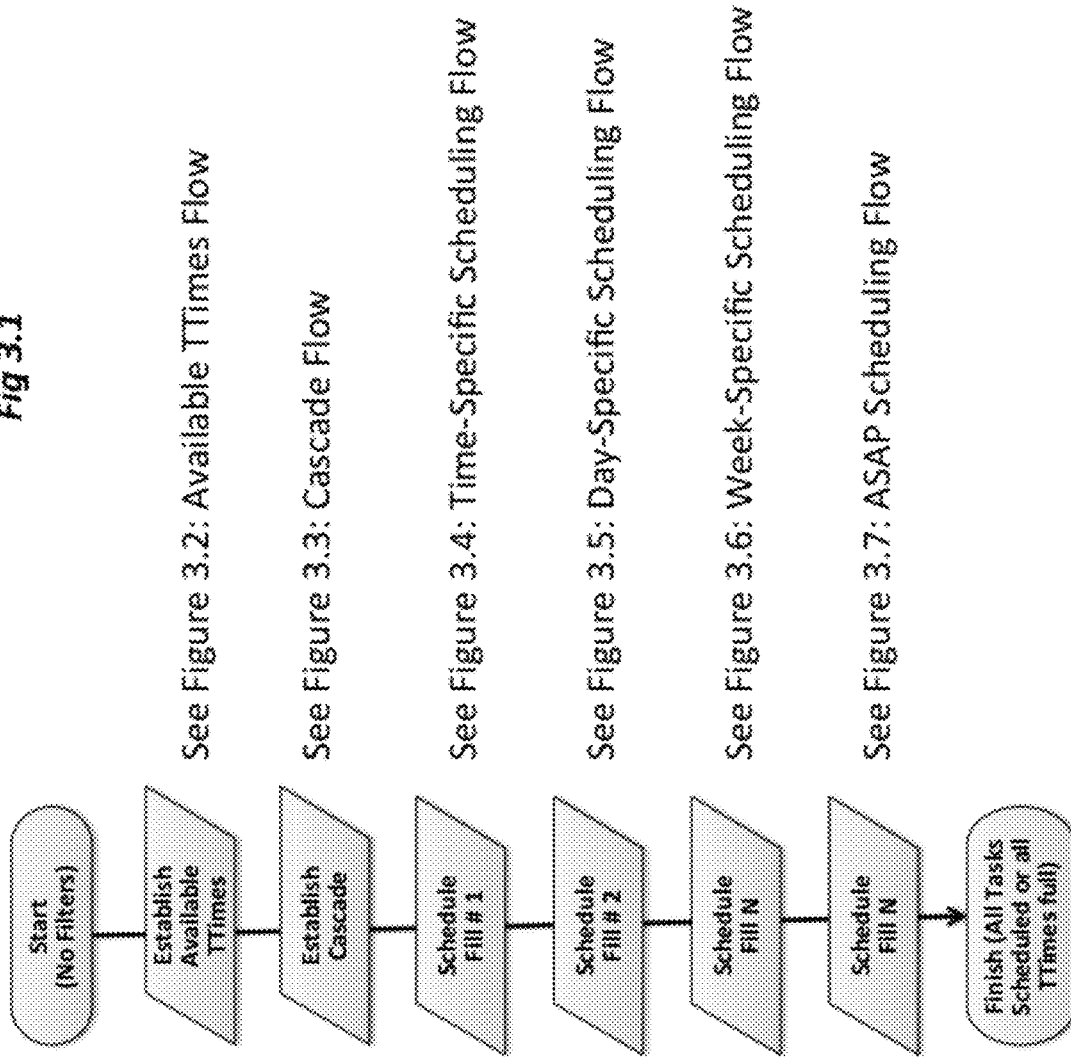 Fig 3.1
Start
(No Filters)
Establish
Available
TTimes
See Figure 3.2: Available TTimes Flow
Establish
Cascade
See Figure 3.3: Cascade Flow
Schedule
Fill # 1
See Figure 3.4: Time-Specific Scheduling Flow
Schedule
Fill # 2
See Figure 3.5: Day-Specific Scheduling Flow
Schedule
Fill N
See Figure 3.6: Week-Specific Scheduling Flow
Schedule
Fill N
See Figure 3.7: ASAP Scheduling Flow
Finish (All Tasks
Scheduled or all
TTimes full)